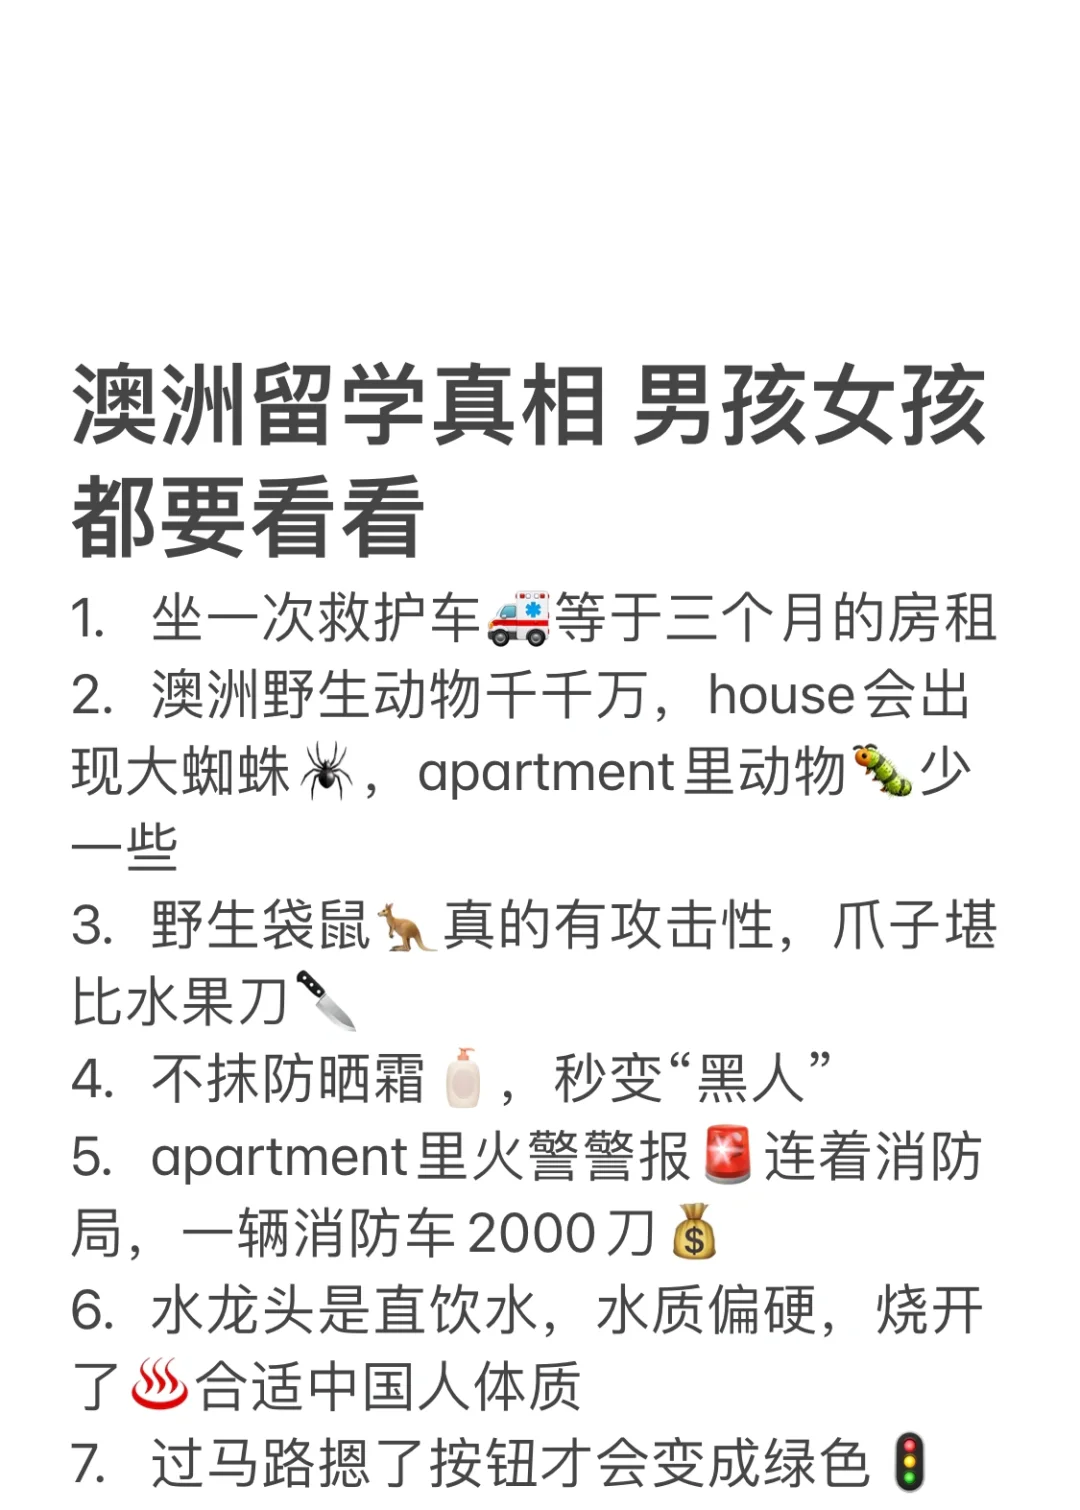 澳洲留学真相 男孩女孩
都要看看
1. 坐一次救护车🚑等于三个月的房租
2. 澳洲野生动物千千万，house会出
现大蜘蛛🕷，apartment里动物🐛少
一些
3. 野生袋鼠🦘真的有攻击性，爪子堪
比水果刀🔪
4. 不抹防晒霜🧴，秒变“黑人”
5. apartment里火警警报🚨连着消防
局，一辆消防车2000刀💰
6. 水龙头是直饮水，水质偏硬，烧开
了♨️合适中国人体质
7. 过马路摁了按钮才会变成绿色🚦